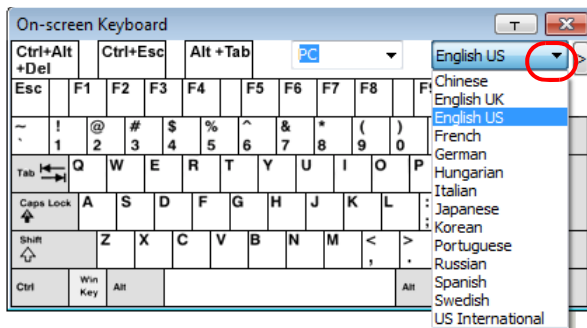 On-screen Keyboard
Ctrl+Alt +Del Ctrl+Esc Alt +Tab PC English US >
Esc F1 F2 F3 F4 F5 F6 F7 F8
~ ! @ # $ % ^ & * ( )
` 1 2 3 4 5 6 7 8 9 0
Tab Q W E R T Y U I O P
Caps Lock A S D F G H J K L : ;
Shift Z X C V B N M < , > .
Ctrl Win Key Alt Alt
Chinese
English UK
English US
French
German
Hungarian
Italian
Japanese
Korean
Portuguese
Russian
Spanish
Swedish
US International